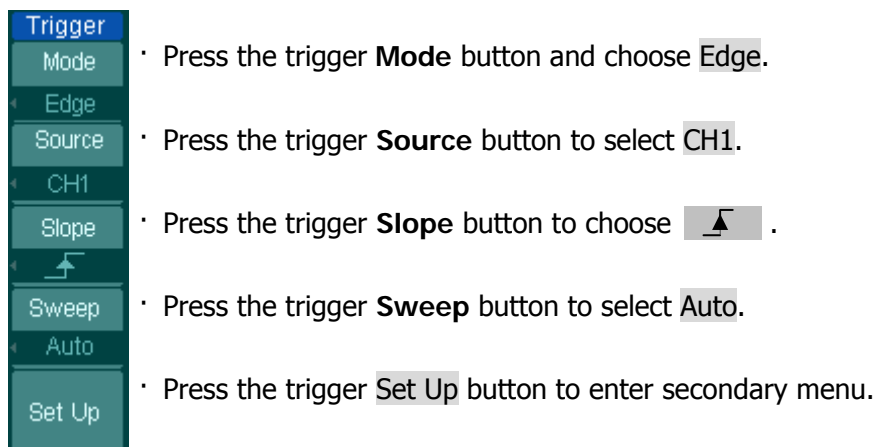 Trigger
Mode
Edge
Source
CH1
Slope
Sweep
Auto
Set Up
· Press the trigger Mode button and choose Edge.
· Press the trigger Source button to select CH1.
· Press the trigger Slope button to choose .
· Press the trigger Sweep button to select Auto.
· Press the trigger Set Up button to enter secondary menu.